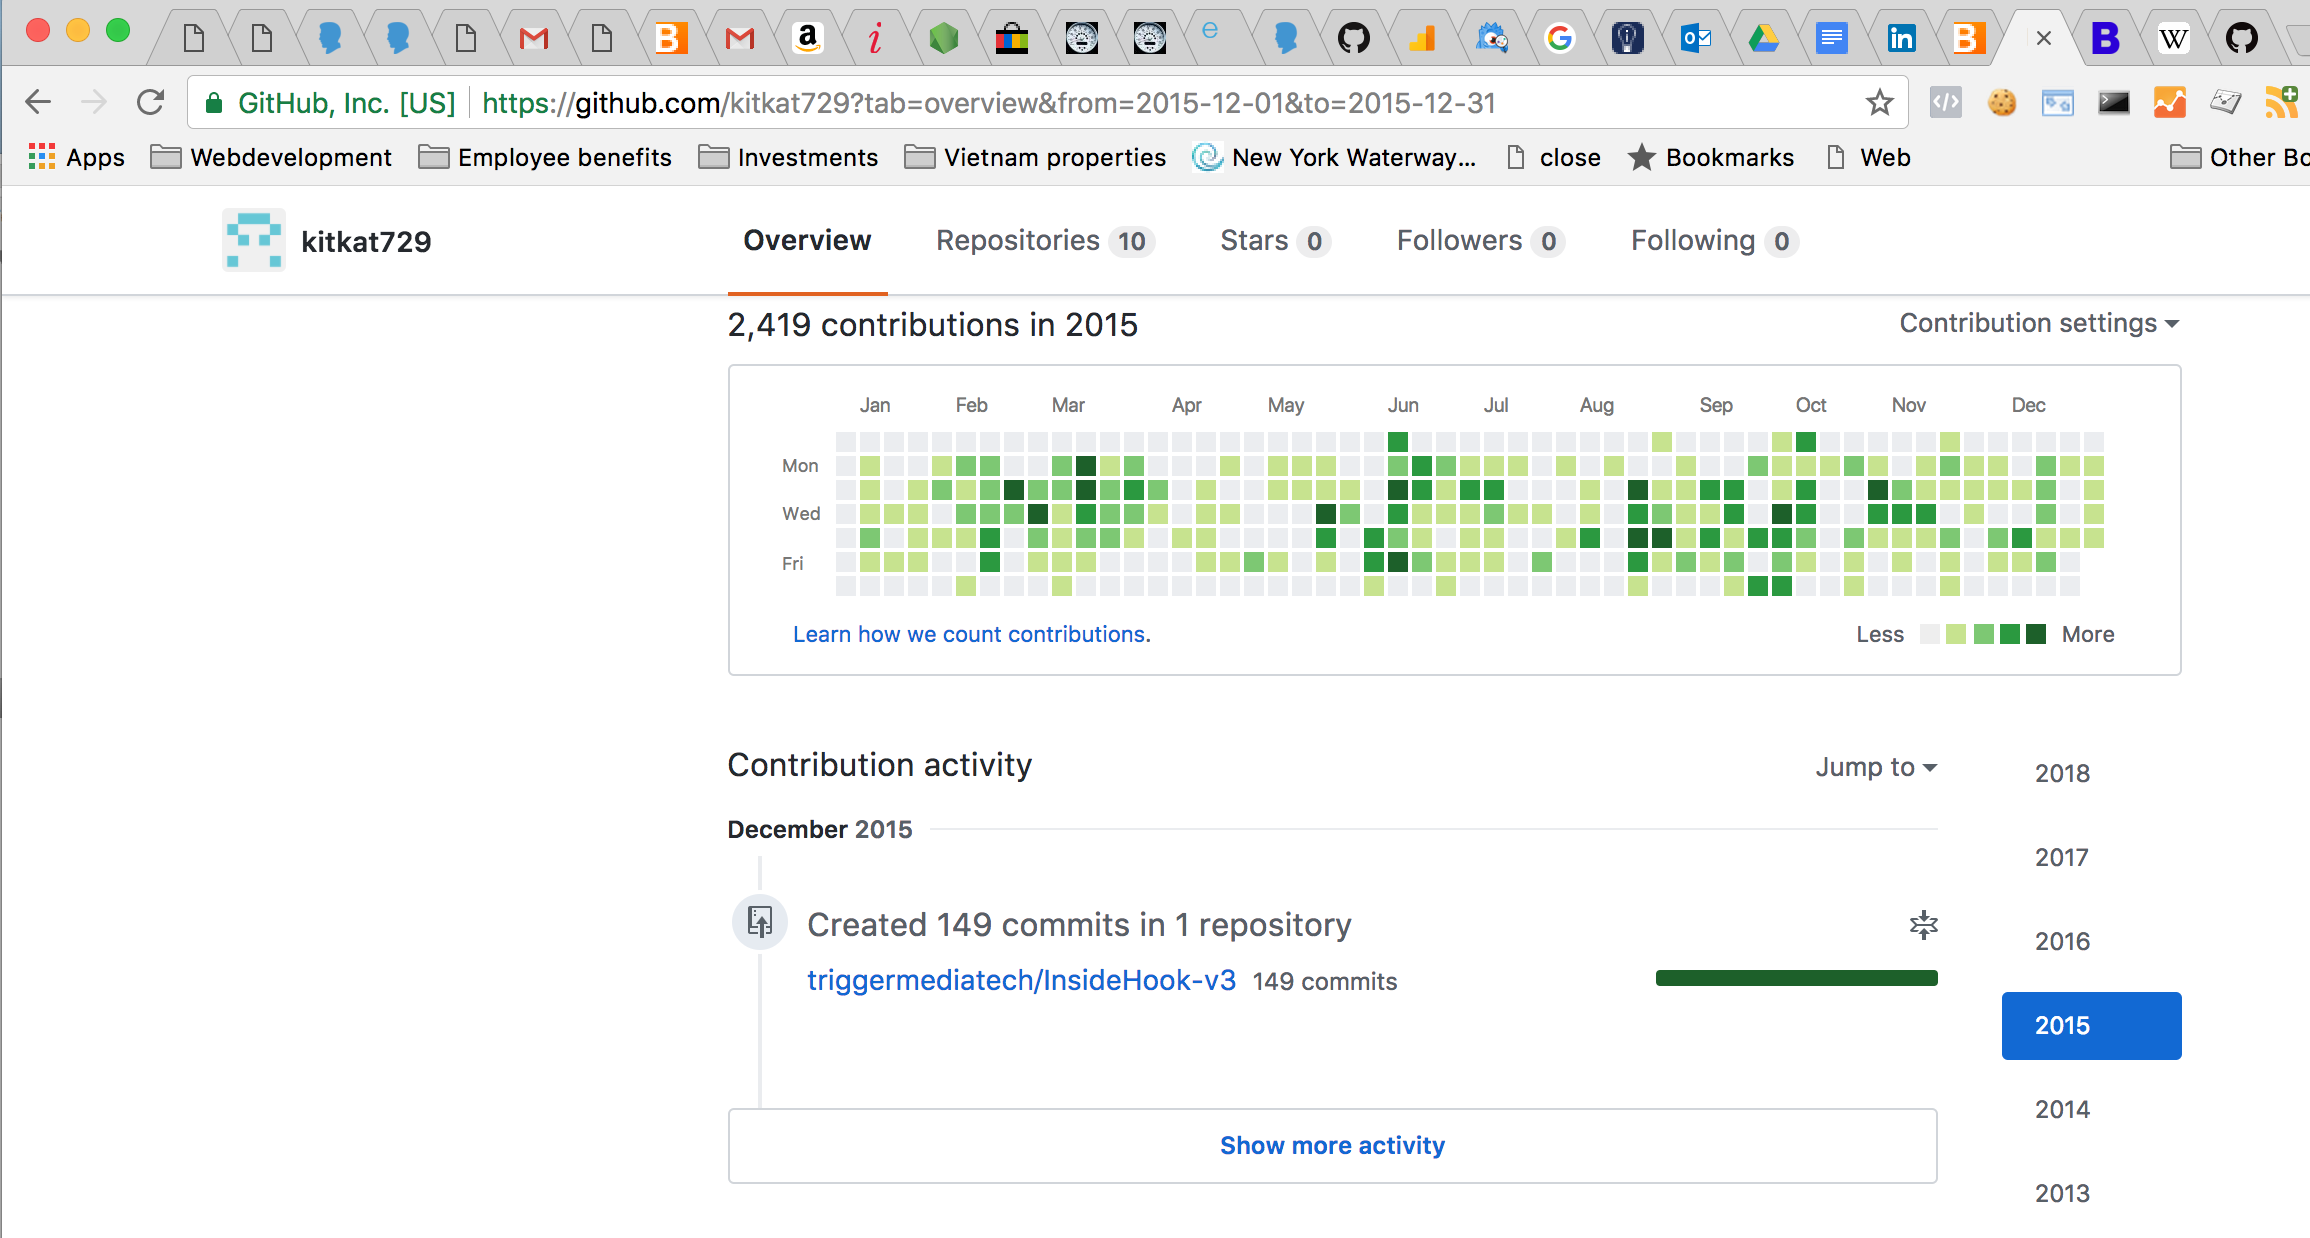 GitHub, Inc. [US] https://github.com/kitkat729?tab=overview&from=2015-12-01&to=2015-12-31
Apps Webdevelopment Employee benefits Investments Vietnam properties New York Waterway... close Bookmarks Web Other Bo
kitkat729 Overview Repositories 10 Stars 0 Followers 0 Following 0
2,419 contributions in 2015 Contribution settings
Jan Feb Mar Apr May Jun Jul Aug Sep Oct Nov Dec
Mon
Wed
Fri
Learn how we count contributions. Less More
Contribution activity Jump to
December 2015
Created 149 commits in 1 repository
triggermediatech/InsideHook-v3 149 commits
Show more activity
2018
2017
2016
2015
2014
2013